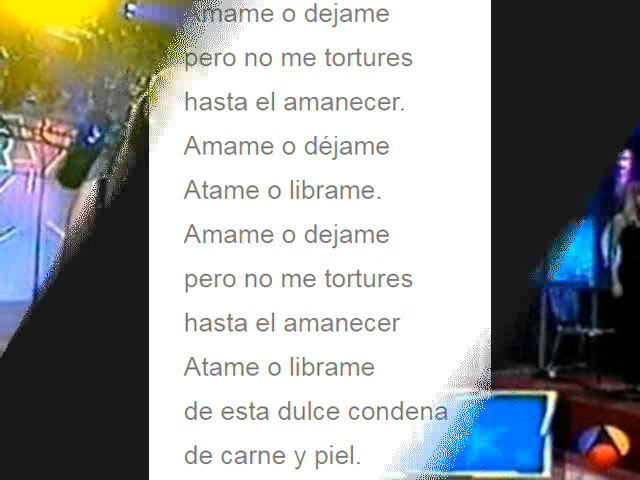 Amame o dejame
pero no me tortures
hasta el amanecer.
Amame o déjame
Atame o librame.
Amame o dejame
pero no me tortures
hasta el amanecer
Atame o librame
de esta dulce condena
de carne y piel.